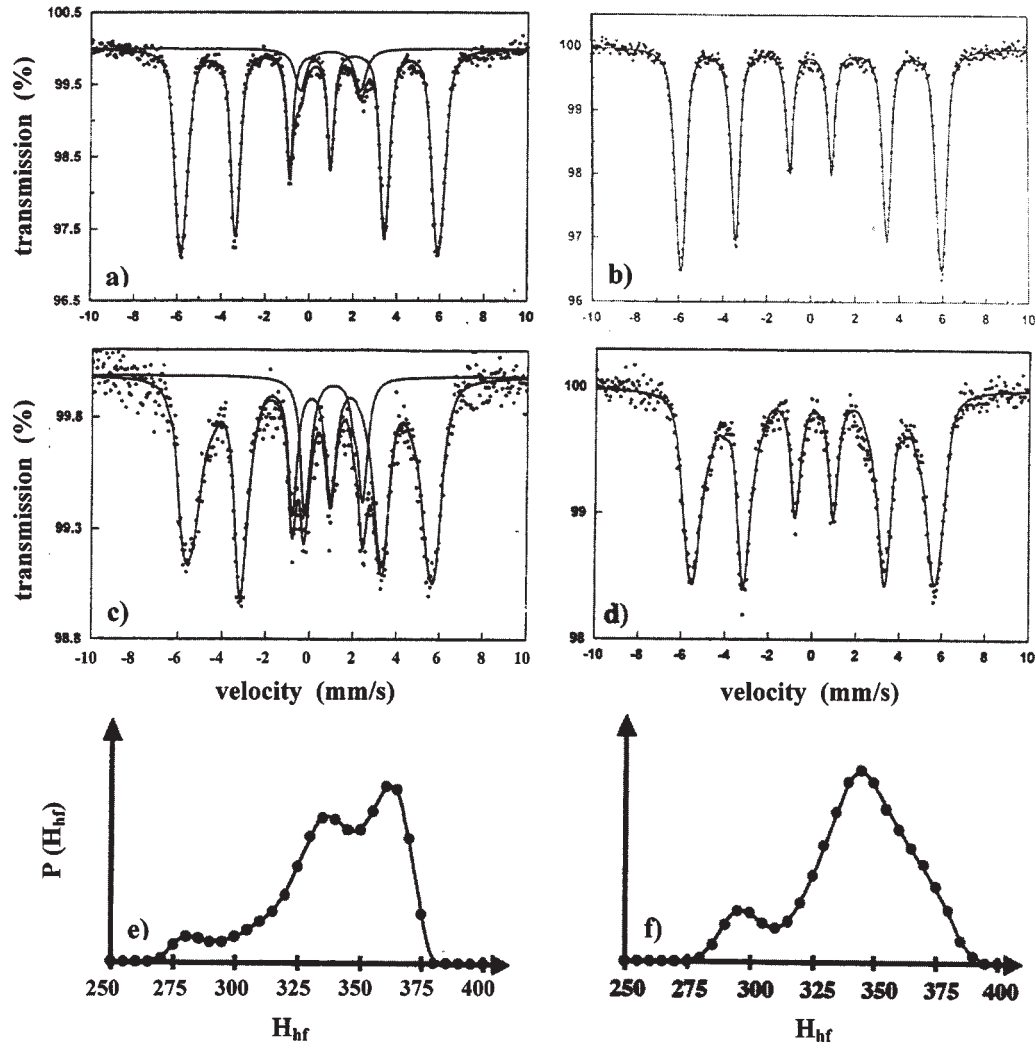 100.5
100
99.5
98.5
97.5
96.5
transmission (%)
a)
-10 -8 -6 -4 -2 0 2 4 6 8 10
100
99
98
97
96
b)
-10 -8 -6 -4 -2 0 2 4 6 8 10
99.8
99.3
98.8
transmission (%)
c)
-10 -8 -6 -4 -2 0 2 4 6 8 10
velocity (mm/s)
100
99
98
d)
-10 -8 -6 -4 -2 0 2 4 6 8 10
velocity (mm/s)
P (Hhf)
e)
250 275 300 325 350 375 400
Hhf
f)
250 275 300 325 350 375 400
Hhf